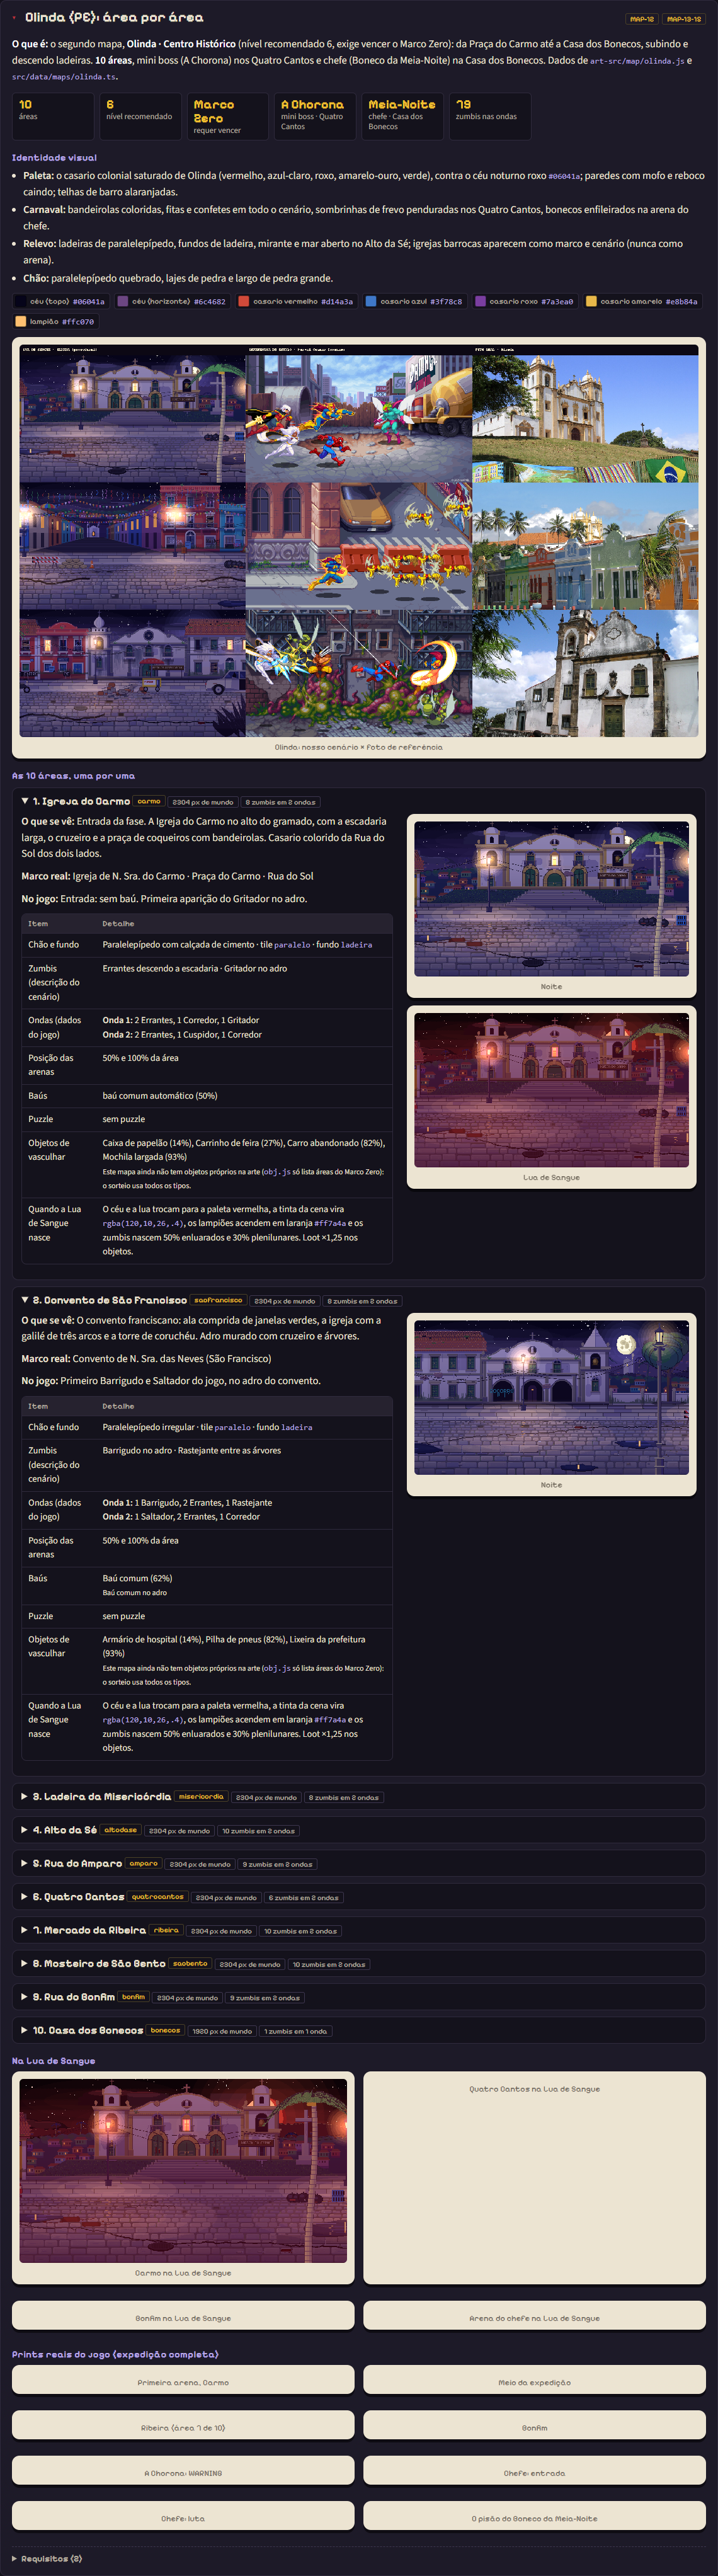 Olinda (PE): área por área
MAP-12 MAP-13-15
O que é: o segundo mapa, Olinda · Centro Histórico (nível recomendado 6, exige vencer o Marco Zero): da Praça do Carmo até a Casa dos Bonecos, subindo e
descendo ladeiras. 10 áreas, mini boss (A Chorona) nos Quatro Cantos e chefe (Boneco da Meia-Noite) na Casa dos Bonecos. Dados de art-src/map/olinda.js e
src/data/maps/olinda.ts.
10
áreas
6
nível recomendado
Marco
Zero
requer vencer
A Chorona
mini boss · Quatro
Cantos
Meia-Noite
chefe · Casa dos
Bonecos
79
zumbis nas ondas
Identidade visual
Paleta: o casario colonial saturado de Olinda (vermelho, azul-claro, roxo, amarelo-ouro, verde), contra o céu noturno roxo #06041a; paredes com mofo e reboco
caindo; telhas de barro alaranjadas.
Carnaval: bandeirolas coloridas, fitas e confetes em todo o cenário, sombrinhas de frevo penduradas nos Quatro Cantos, bonecos enfileirados na arena do
chefe.
Relevo: ladeiras de paralelepípedo, fundos de ladeira, mirante e mar aberto no Alto da Sé; igrejas barrocas aparecem como marco e cenário (nunca como
arena).
Chão: paralelepípedo quebrado, lajes de pedra e largo de pedra grande.
céu (topo) #06041a
céu (horizonte) #6c4682
casario vermelho #d14a3a
casario azul #3f78c8
casario roxo #7a3ea0
casario amarelo #e8b84a
lampião #ffc070
Olinda: nosso cenário × foto de referência
As 10 áreas, uma por uma
1. Igreja do Carmo carmo 2304 px de mundo 8 zumbis em 2 ondas
O que se vê: Entrada da fase. A Igreja do Carmo no alto do gramado, com a escadaria
larga, o cruzeiro e a praça de coqueiros com bandeirolas. Casario colorido da Rua do
Sol dos dois lados.
Marco real: Igreja de N. Sra. do Carmo · Praça do Carmo · Rua do Sol
No jogo: Entrada: sem baú. Primeira aparição do Gritador no adro.
Item Detalhe
Chão e fundo Paralelepípedo com calçada de cimento · tile paralelo · fundo ladeira
Zumbis
(descrição do
cenário)
Errantes descendo a escadaria · Gritador no adro
Ondas (dados
do jogo)
Onda 1: 2 Errantes, 1 Corredor, 1 Gritador
Onda 2: 2 Errantes, 1 Cuspidor, 1 Corredor
Posição das
arenas
50% e 100% da área
Baús baú comum automático (50%)
Puzzle sem puzzle
Objetos de
vasculhar
Caixa de papelão (14%), Carrinho de feira (27%), Carro abandonado (82%),
Mochila largada (93%)
Este mapa ainda não tem objetos próprios na arte (obj.js só lista áreas do Marco Zero):
o sorteio usa todos os tipos.
Quando a Lua
de Sangue
nasce
O céu e a lua trocam para a paleta vermelha, a tinta da cena vira
rgba(120,10,26,.4), os lampiões acendem em laranja #ff7a4a e os
zumbis nascem 50% enluarados e 30% plenilunares. Loot ×1,25 nos
objetos.
Noite
Lua de Sangue
2. Convento de São Francisco saofrancisco 2304 px de mundo 8 zumbis em 2 ondas
O que se vê: O convento franciscano: ala comprida de janelas verdes, a igreja com a
galilé de três arcos e a torre de coruchéu. Adro murado com cruzeiro e árvores.
Marco real: Convento de N. Sra. das Neves (São Francisco)
No jogo: Primeiro Barrigudo e Saltador do jogo, no adro do convento.
Item Detalhe
Chão e fundo Paralelepípedo irregular · tile paralelo · fundo ladeira
Zumbis
(descrição do
cenário)
Barrigudo no adro · Rastejante entre as árvores
Ondas (dados
do jogo)
Onda 1: 1 Barrigudo, 2 Errantes, 1 Rastejante
Onda 2: 1 Saltador, 2 Errantes, 1 Corredor
Posição das
arenas
50% e 100% da área
Baús Baú comum (62%)
Baú comum no adro
Puzzle sem puzzle
Objetos de
vasculhar
Armário de hospital (14%), Pilha de pneus (82%), Lixeira da prefeitura
(93%)
Este mapa ainda não tem objetos próprios na arte (obj.js só lista áreas do Marco Zero):
o sorteio usa todos os tipos.
Quando a Lua
de Sangue
nasce
O céu e a lua trocam para a paleta vermelha, a tinta da cena vira
rgba(120,10,26,.4), os lampiões acendem em laranja #ff7a4a e os
zumbis nascem 50% enluarados e 30% plenilunares. Loot ×1,25 nos
objetos.
Noite
3. Ladeira da Misericórdia misericordia 2304 px de mundo 8 zumbis em 2 ondas
4. Alto da Sé altodase 2304 px de mundo 10 zumbis em 2 ondas
5. Rua do Amparo amparo 2304 px de mundo 9 zumbis em 2 ondas
6. Quatro Cantos quatrocantos 2304 px de mundo 6 zumbis em 2 ondas
7. Mercado da Ribeira ribeira 2304 px de mundo 10 zumbis em 2 ondas
8. Mosteiro de São Bento saobento 2304 px de mundo 10 zumbis em 2 ondas
9. Rua do Bonfim bonfim 2304 px de mundo 9 zumbis em 2 ondas
10. Casa dos Bonecos bonecos 1920 px de mundo 1 zumbis em 1 onda
Na Lua de Sangue
Carmo na Lua de Sangue
Quatro Cantos na Lua de Sangue
Bonfim na Lua de Sangue
Arena do chefe na Lua de Sangue
Prints reais do jogo (expedição completa)
Primeira arena, Carmo
Meio da expedição
Ribeira (área 7 de 10)
Bonfim
A Chorona: WARNING
Chefe: entrada
Chefe: luta
O pisão do Boneco da Meia-Noite
Requisitos (2)